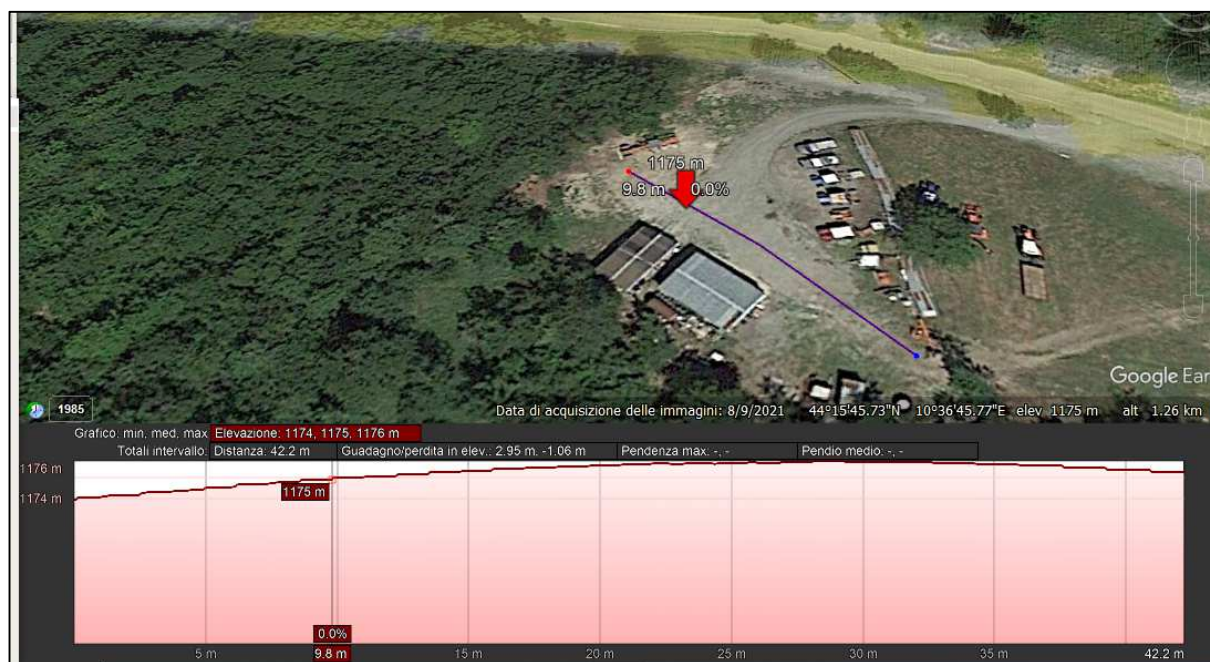 1175 m
9.8 m 0.0%
Google Ear
1985
Data di acquisizione delle immagini: 8/9/2021 44°15'45.73"N 10°36'45.77"E elev 1175 m alt 1.26 km
Grafico: min, med, max Elevazione: 1174, 1175, 1176 m
Totali intervallo: Distanza: 42.2 m Guadagno/perdita in elev.: 2.95 m. -1.06 m Pendenza max: -, - Pendio medio: -, -
1176 m
1175 m
1174 m
0.0%
5 m 9.8 m 15 m 20 m 25 m 30 m 35 m 42.2 m